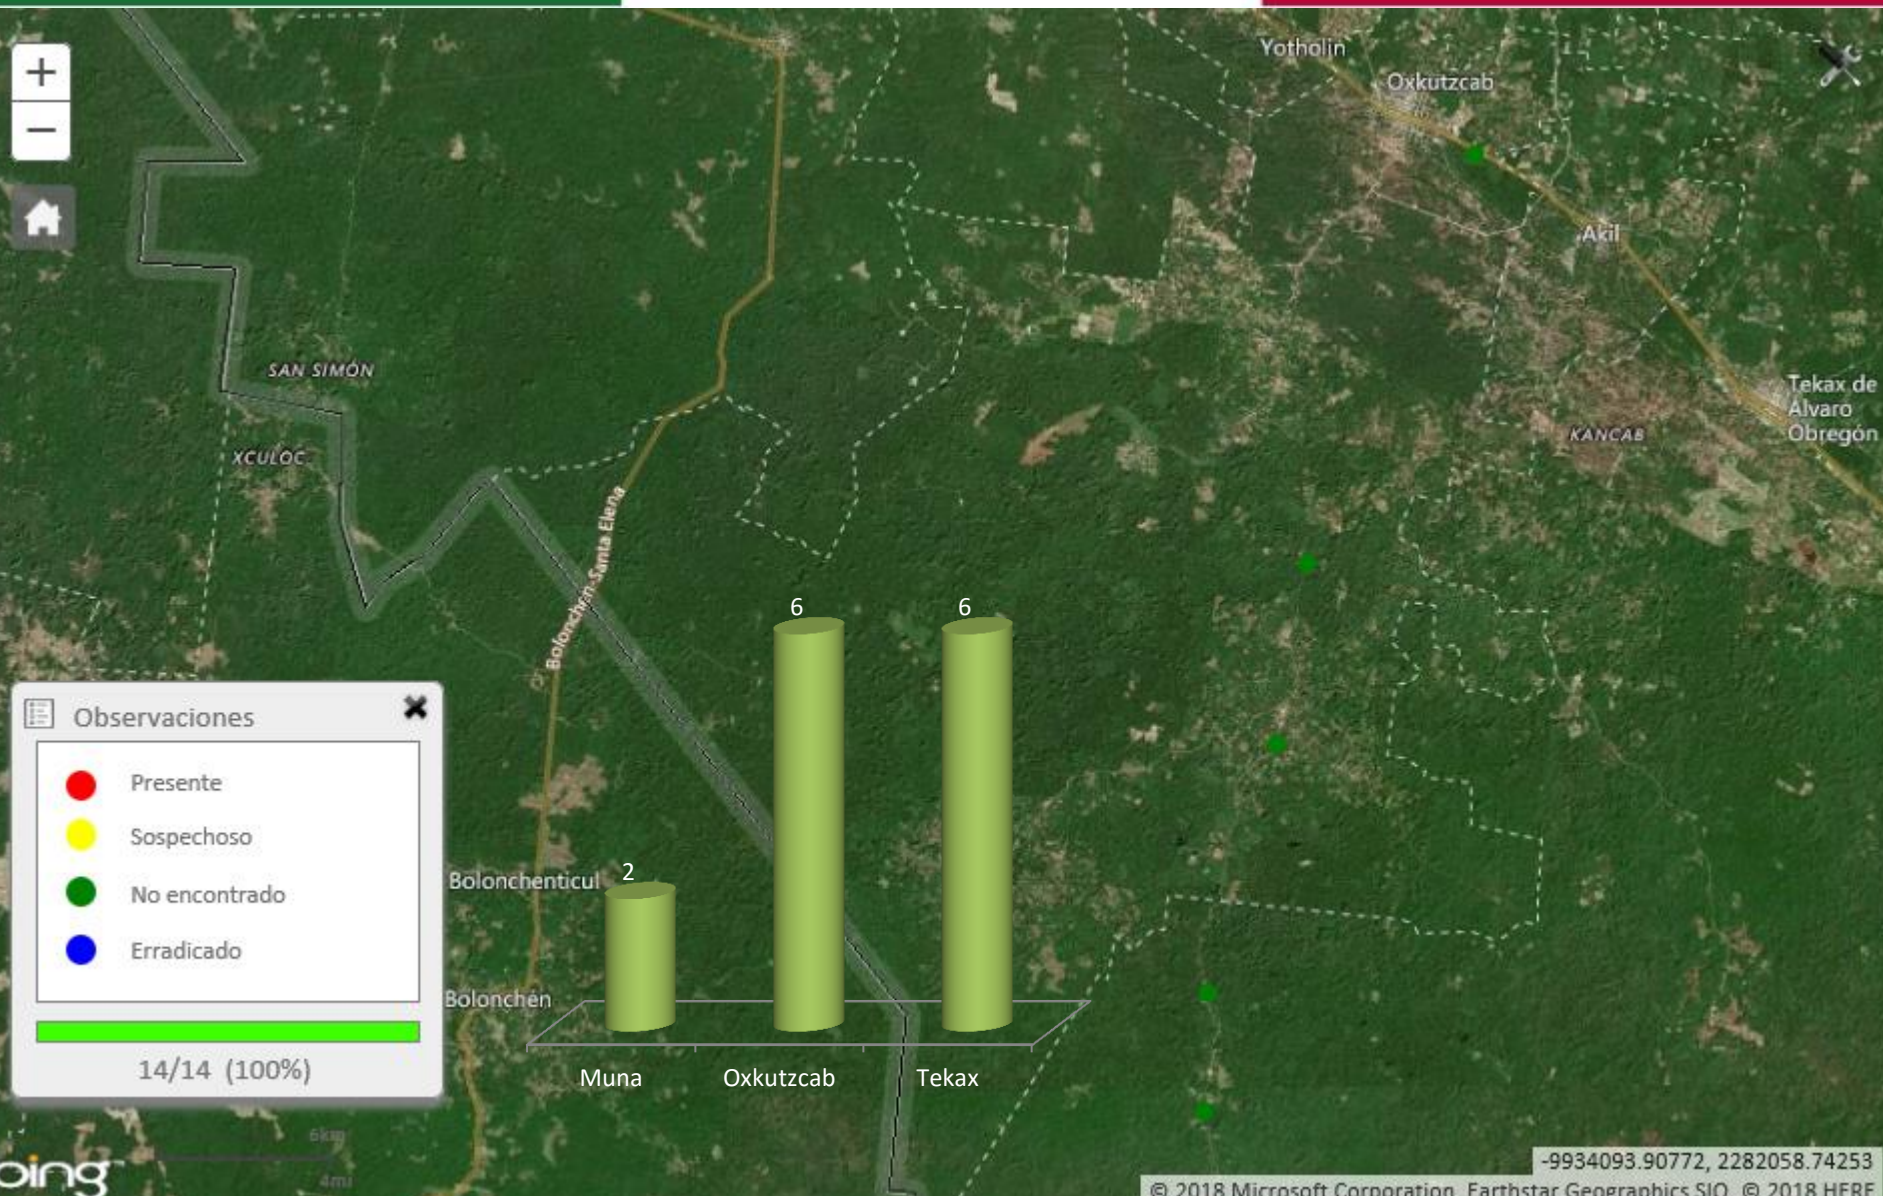 Yotholin
Oxkutzcab
+
−
Akil
SAN SIMÓN
Tekax de
Álvaro
Obregón
KANCAB
XCULOC
Bolonchén-Santa Elena
6
6
Observaciones
Presente
Sospechoso
No encontrado
Erradicado
14/14 (100%)
2
Bolonchenticul
Bolonchén
Muna
Oxkutzcab
Tekax
6km
4mi
bing
-9934093.90772, 2282058.74253
© 2018 Microsoft Corporation, Earthstar Geographics SIO, © 2018 HERE